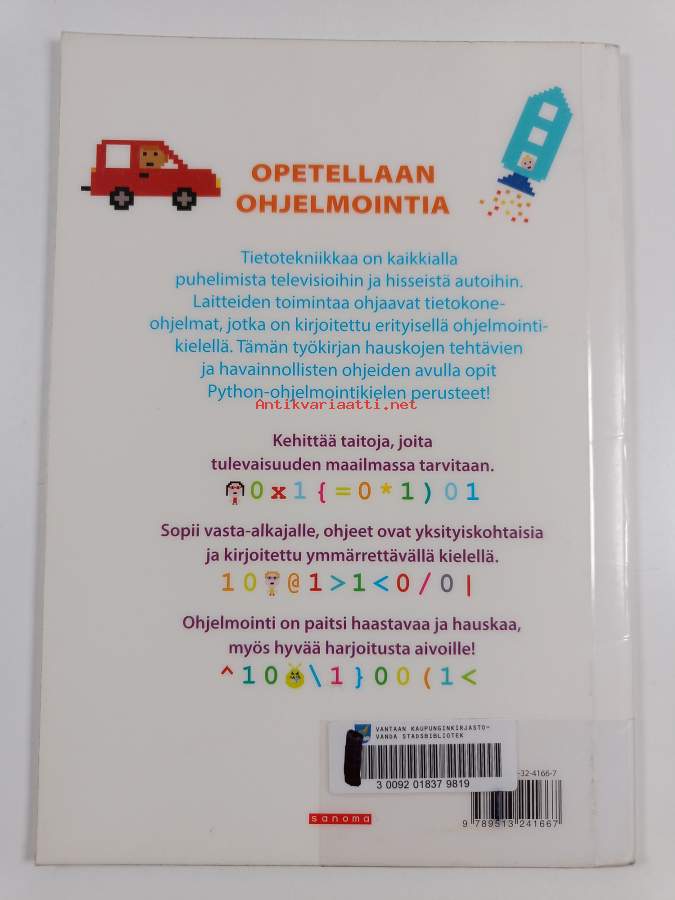 OPETELLAAN
OHJELMOINTIA
Tietotekniikkaa on kaikkialla
puhelimista televisioihin ja hisseistä autoihin.
Laitteiden toimintaa ohjaavat tietokone-
ohjelmat, jotka on kirjoitettu erityisellä ohjelmointi-
kielellä. Tämän työkirjan hauskojen tehtävien
ja havainnollisten ohjeiden avulla opit
Python-ohjelmointikielen perusteet!
Antikvariaatti.net
Kehittää taitoja, joita
tulevaisuuden maailmassa tarvitaan.
0 x 1 { = 0 * 1 ) 0 1
Sopii vasta-alkajalle, ohjeet ovat yksityiskohtaisia
ja kirjoitettu ymmärrettävällä kielellä.
1 0 @ 1 > 1 < 0 / 0 |
Ohjelmointi on paitsi haastavaa ja hauskaa,
myös hyvää harjoitusta aivoille!
^ 1 0 \ 1 } 0 0 ( 1 <
VANTAAN KAUPUNGINKIRJASTO-
VANDA STADSBIBLIOTEK
3 0092 01837 9819
-32-4166-7
9 789513 241667
sanoma